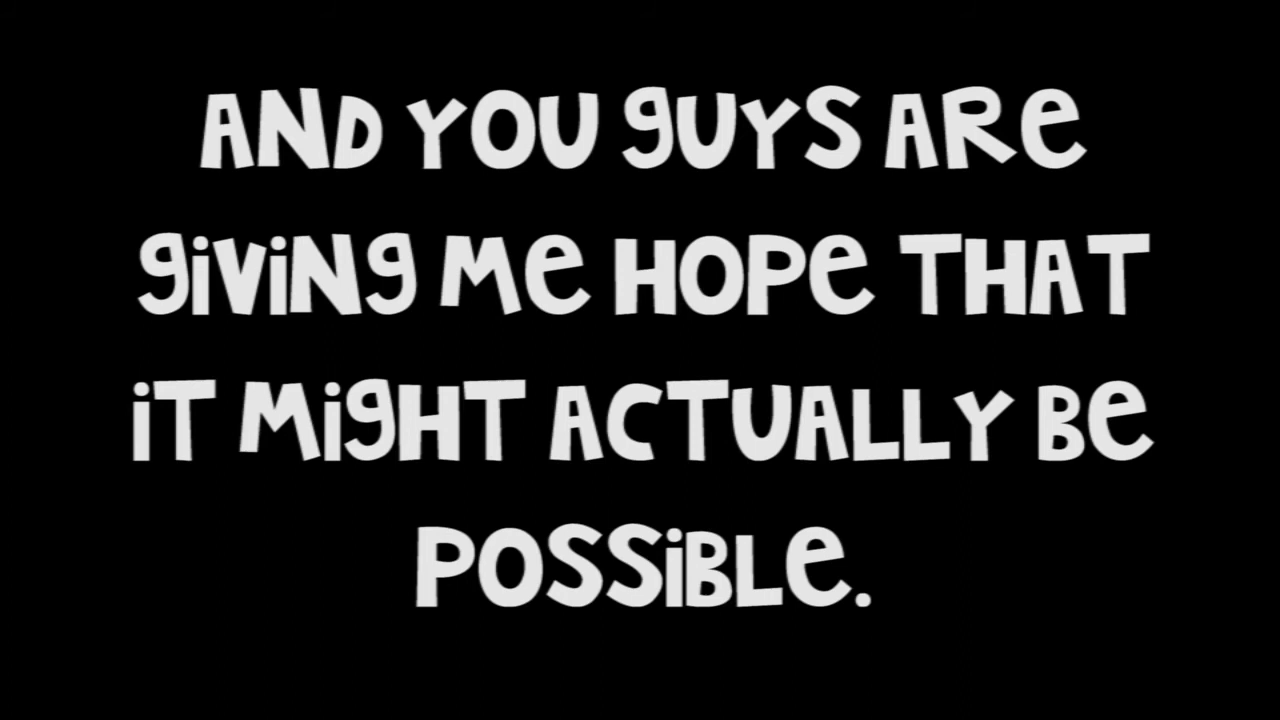 AND YOU gUYS ARe
giViNg Me HOPe THAT
iT MigHT ACTUALLY Be
POSSiBLe.